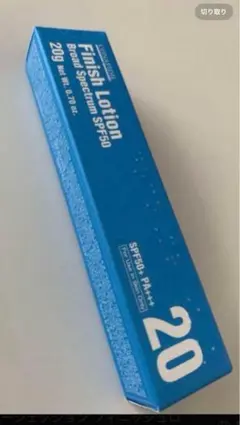 切り取り
Finish Lotion
Broad Spectrum SPF50
20g Net Wt. 0.70 oz.
SPF50+ PA+++
20